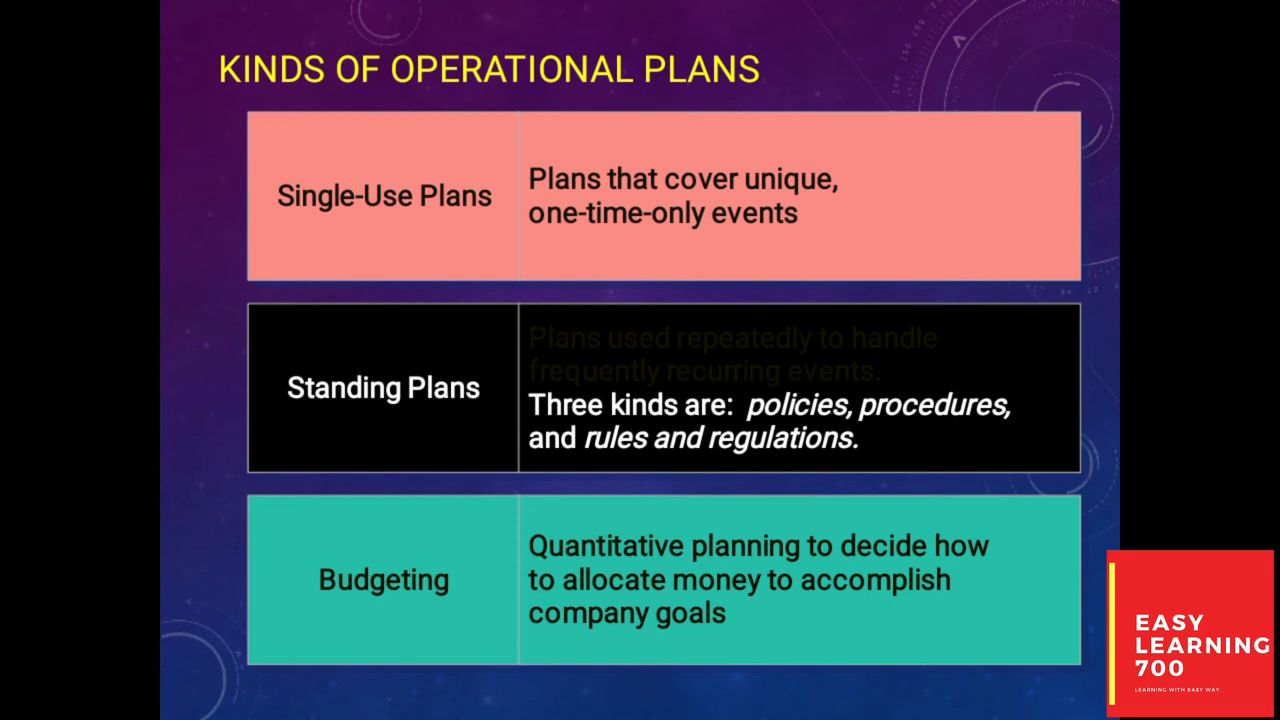 KINDS OF OPERATIONAL PLANS
Single-Use Plans
Plans that cover unique,
one-time-only events
Standing Plans
Plans used repeatedly to handle
frequently recurring events.
Three kinds are: policies, procedures,
and rules and regulations.
Budgeting
Quantitative planning to decide how
to allocate money to accomplish
company goals
EASY
LEARNING
700
LEARNING WITH EASY WAY